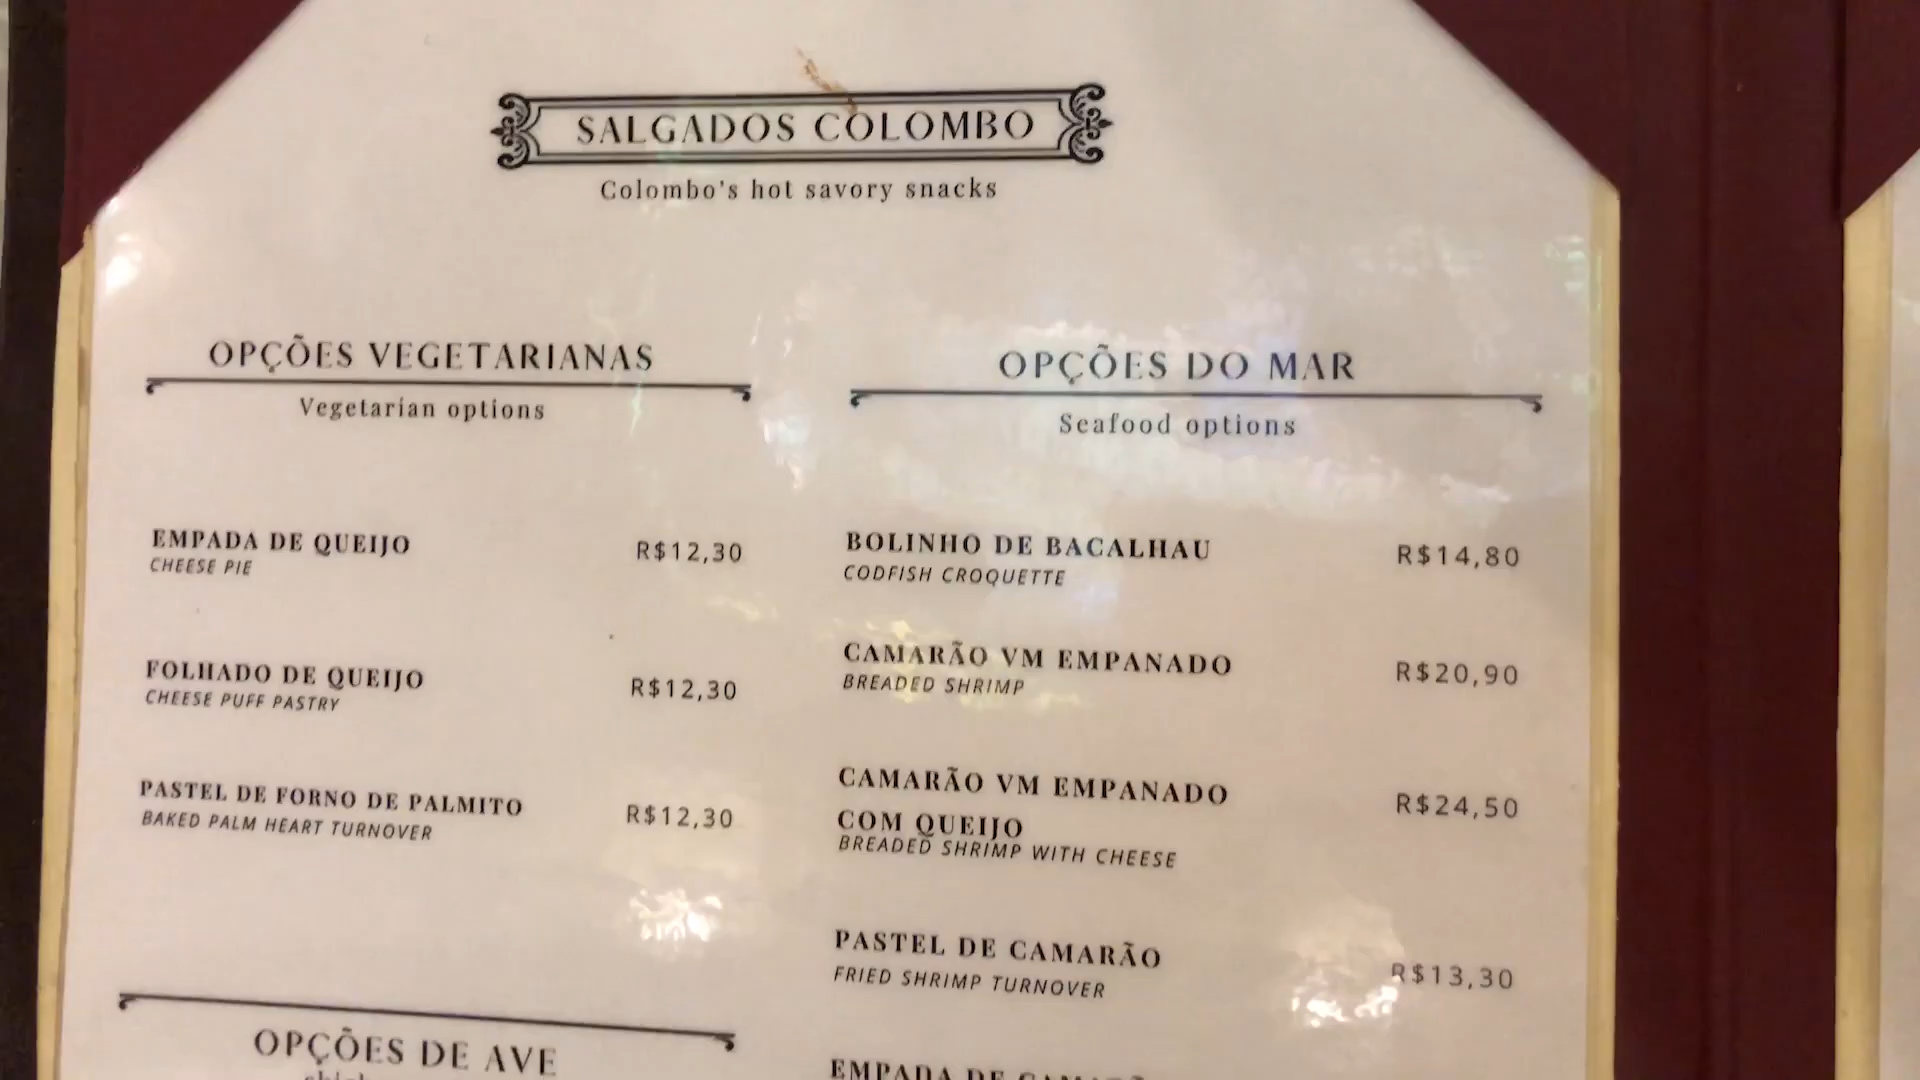 SALGADOS COLOMBO
Colombo's hot savory snacks
OPÇÕES VEGETARIANAS
Vegetarian options
EMPADA DE QUEIJO R$12,30
CHEESE PIE
FOLHADO DE QUEIJO R$12,30
CHEESE PUFF PASTRY
PASTEL DE FORNO DE PALMITO R$12,30
BAKED PALM HEART TURNOVER
OPÇÕES DE AVE
OPÇÕES DO MAR
Seafood options
BOLINHO DE BACALHAU R$14,80
CODFISH CROQUETTE
CAMARÃO VM EMPANADO R$20,90
BREADED SHRIMP
CAMARÃO VM EMPANADO R$24,50
COM QUEIJO
BREADED SHRIMP WITH CHEESE
PASTEL DE CAMARÃO R$13,30
FRIED SHRIMP TURNOVER
EMPADA DE